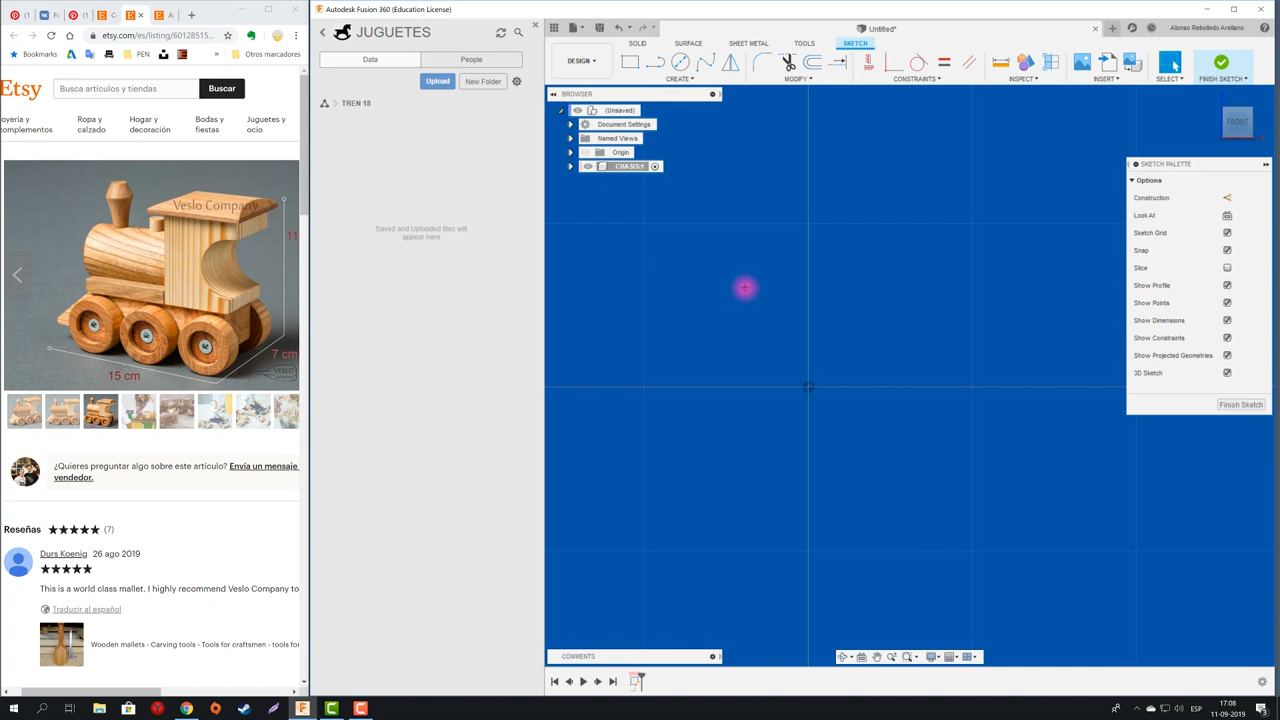 Autodesk Fusion 360 (Education License)
etsy.com/es/listing/60128515...
Bookmarks
PEN
Otros marcadores
Etsy
Busca artículos y tiendas
Buscar
oyería y
omplementos
Ropa y
calzado
Hogar y
decoración
Bodas y
fiestas
Juguetes y
ocio
Veslo Company
11
7 cm
15 cm
¿Quieres preguntar algo sobre este artículo? Envía un mensaje
vendedor.
Reseñas
(7)
Durs Koenig 26 ago 2019
This is a world class mallet. I highly recommend Veslo Company to
Traducir al español
Wooden mallets - Carving tools - Tools for craftsmen - tools for
JUGUETES
Data
People
Upload
New Folder
TREN 18
Saved and Uploaded files will
appear here
Untitled*
Alonso Rebolledo Arellano
SOLID
SURFACE
SHEET METAL
TOOLS
SKETCH
DESIGN
CREATE
MODIFY
CONSTRAINTS
INSPECT
INSERT
SELECT
FINISH SKETCH
BROWSER
(Unsaved)
Document Settings
Named Views
Origin
CHASIS:1
FRONT
SKETCH PALETTE
Options
Construction
Look At
Sketch Grid
Snap
Slice
Show Profile
Show Points
Show Dimensions
Show Constraints
Show Projected Geometries
3D Sketch
Finish Sketch
COMMENTS
ESP
17:08
11-09-2019